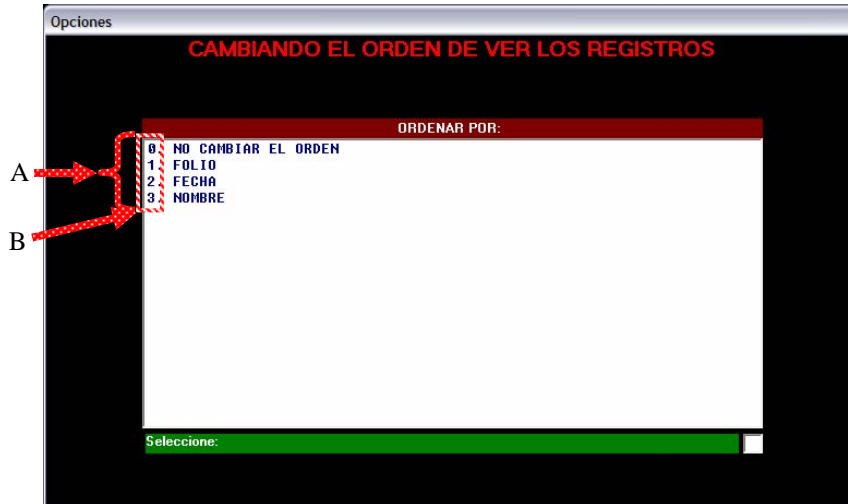 Opciones
CAMBIANDO EL ORDEN DE VER LOS REGISTROS
ORDENAR POR:
0. NO CAMBIAR EL ORDEN
1. FOLIO
2. FECHA
3. NOMBRE
A
B
Seleccione: